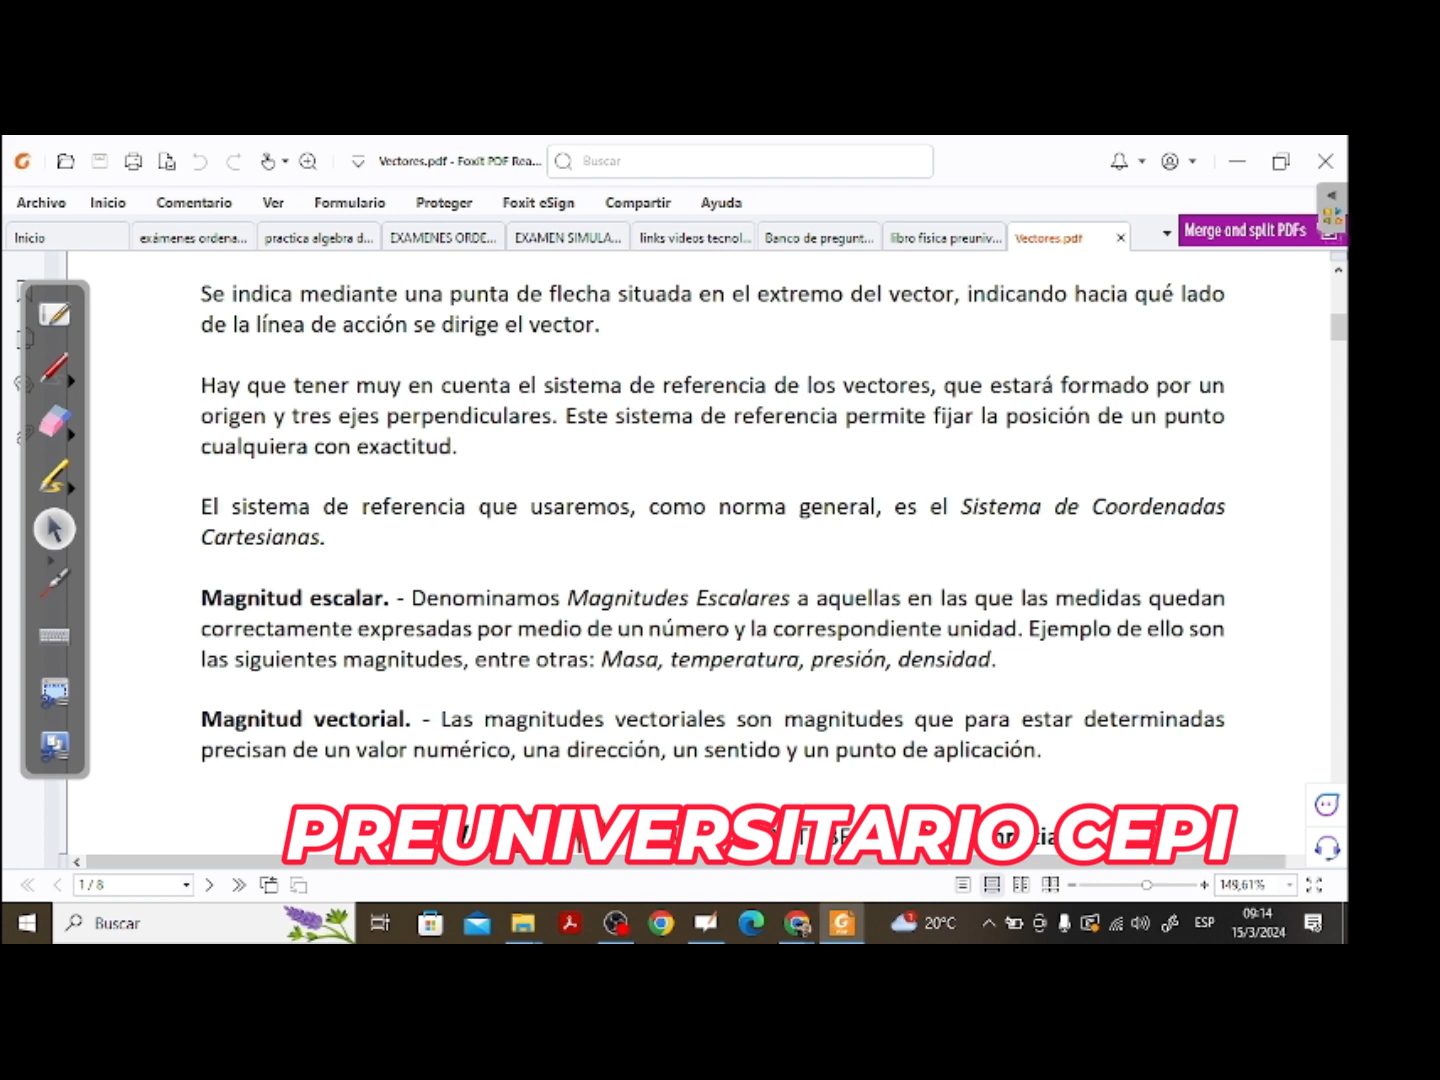 Vectores.pdf - Foxit PDF Rea...
Buscar
Archivo Inicio Comentario Ver Formulario Proteger Foxit eSign Compartir Ayuda
Inicio exámenes ordena... practica algebra d... EXAMENES ORDE... EXAMEN SIMULA... links videos tecnol... Banco de pregunt... libro fisica preuniv... Vectores.pdf Merge and split PDFs
Se indica mediante una punta de flecha situada en el extremo del vector, indicando hacia qué lado
de la línea de acción se dirige el vector.
Hay que tener muy en cuenta el sistema de referencia de los vectores, que estará formado por un
origen y tres ejes perpendiculares. Este sistema de referencia permite fijar la posición de un punto
cualquiera con exactitud.
El sistema de referencia que usaremos, como norma general, es el Sistema de Coordenadas
Cartesianas.
Magnitud escalar. - Denominamos Magnitudes Escalares a aquellas en las que las medidas quedan
correctamente expresadas por medio de un número y la correspondiente unidad. Ejemplo de ello son
las siguientes magnitudes, entre otras: Masa, temperatura, presión, densidad.
Magnitud vectorial. - Las magnitudes vectoriales son magnitudes que para estar determinadas
precisan de un valor numérico, una dirección, un sentido y un punto de aplicación.
PREUNIVERSITARIO CEPI
1 / 8
149,61%
Buscar
20°C
ESP
09:14
15/3/2024